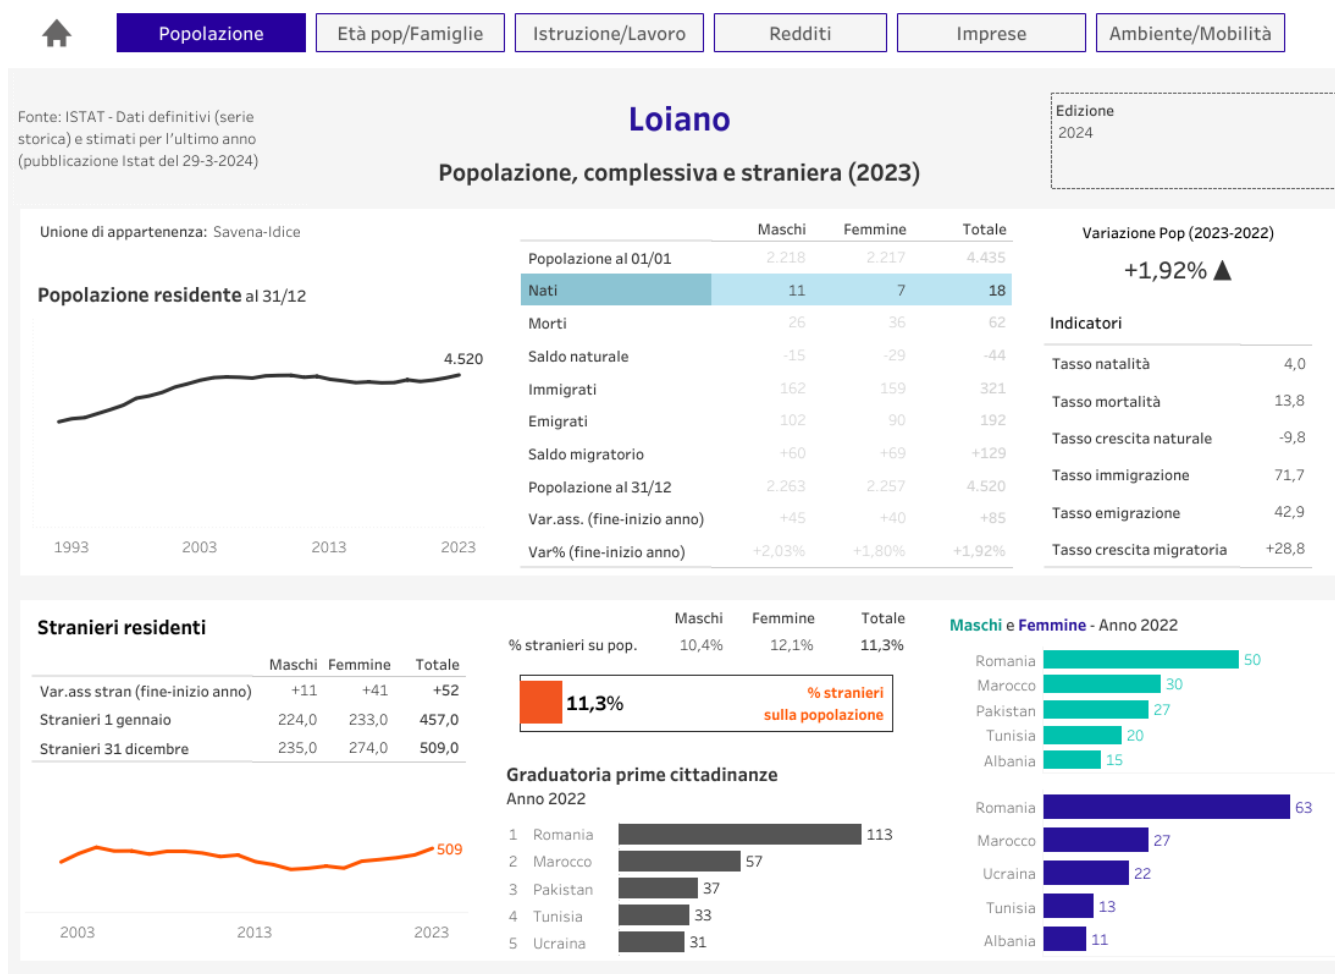 Popolazione
Età pop/Famiglie
Istruzione/Lavoro
Redditi
Imprese
Ambiente/Mobilità
Fonte: ISTAT - Dati definitivi (serie
storica) e stimati per l'ultimo anno
(pubblicazione Istat del 29-3-2024)
Loiano
Popolazione, complessiva e straniera (2023)
Edizione
2024
Unione di appartenenza: Savena-Idice
Popolazione residente al 31/12
4.520
1993 2003 2013 2023
Maschi Femmine Totale
Popolazione al 01/01 2.218 2.217 4.435
Nati 11 7 18
Morti 26 36 62
Saldo naturale -15 -29 -44
Immigrati 162 159 321
Emigrati 102 90 192
Saldo migratorio +60 +69 +129
Popolazione al 31/12 2.263 2.257 4.520
Var.ass. (fine-inizio anno) +45 +40 +85
Var% (fine-inizio anno) +2,03% +1,80% +1,92%
Variazione Pop (2023-2022)
+1,92% ▲
Indicatori
Tasso natalità 4,0
Tasso mortalità 13,8
Tasso crescita naturale -9,8
Tasso immigrazione 71,7
Tasso emigrazione 42,9
Tasso crescita migratoria +28,8
Stranieri residenti
Maschi Femmine Totale
Var.ass stran (fine-inizio anno) +11 +41 +52
Stranieri 1 gennaio 224,0 233,0 457,0
Stranieri 31 dicembre 235,0 274,0 509,0
509
2003 2013 2023
Maschi Femmine Totale
% stranieri su pop. 10,4% 12,1% 11,3%
11,3%
% stranieri
sulla popolazione
Graduatoria prime cittadinanze
Anno 2022
1 Romania 113
2 Marocco 57
3 Pakistan 37
4 Tunisia 33
5 Ucraina 31
Maschi e Femmine - Anno 2022
Romania 50
Marocco 30
Pakistan 27
Tunisia 20
Albania 15
Romania 63
Marocco 27
Ucraina 22
Tunisia 13
Albania 11